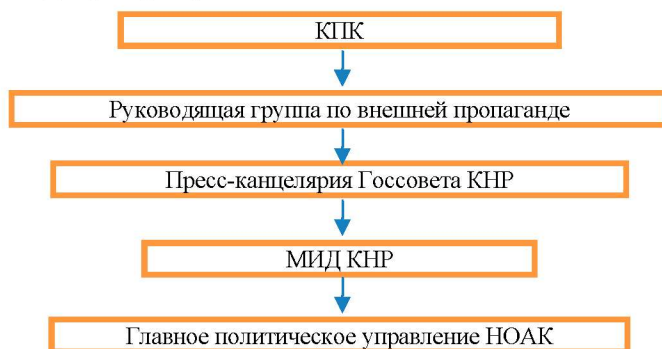 КПК
Руководящая группа по внешней пропаганде
Пресс-канцелярия Госсовета КНР
МИД КНР
Главное политическое управление НОАК